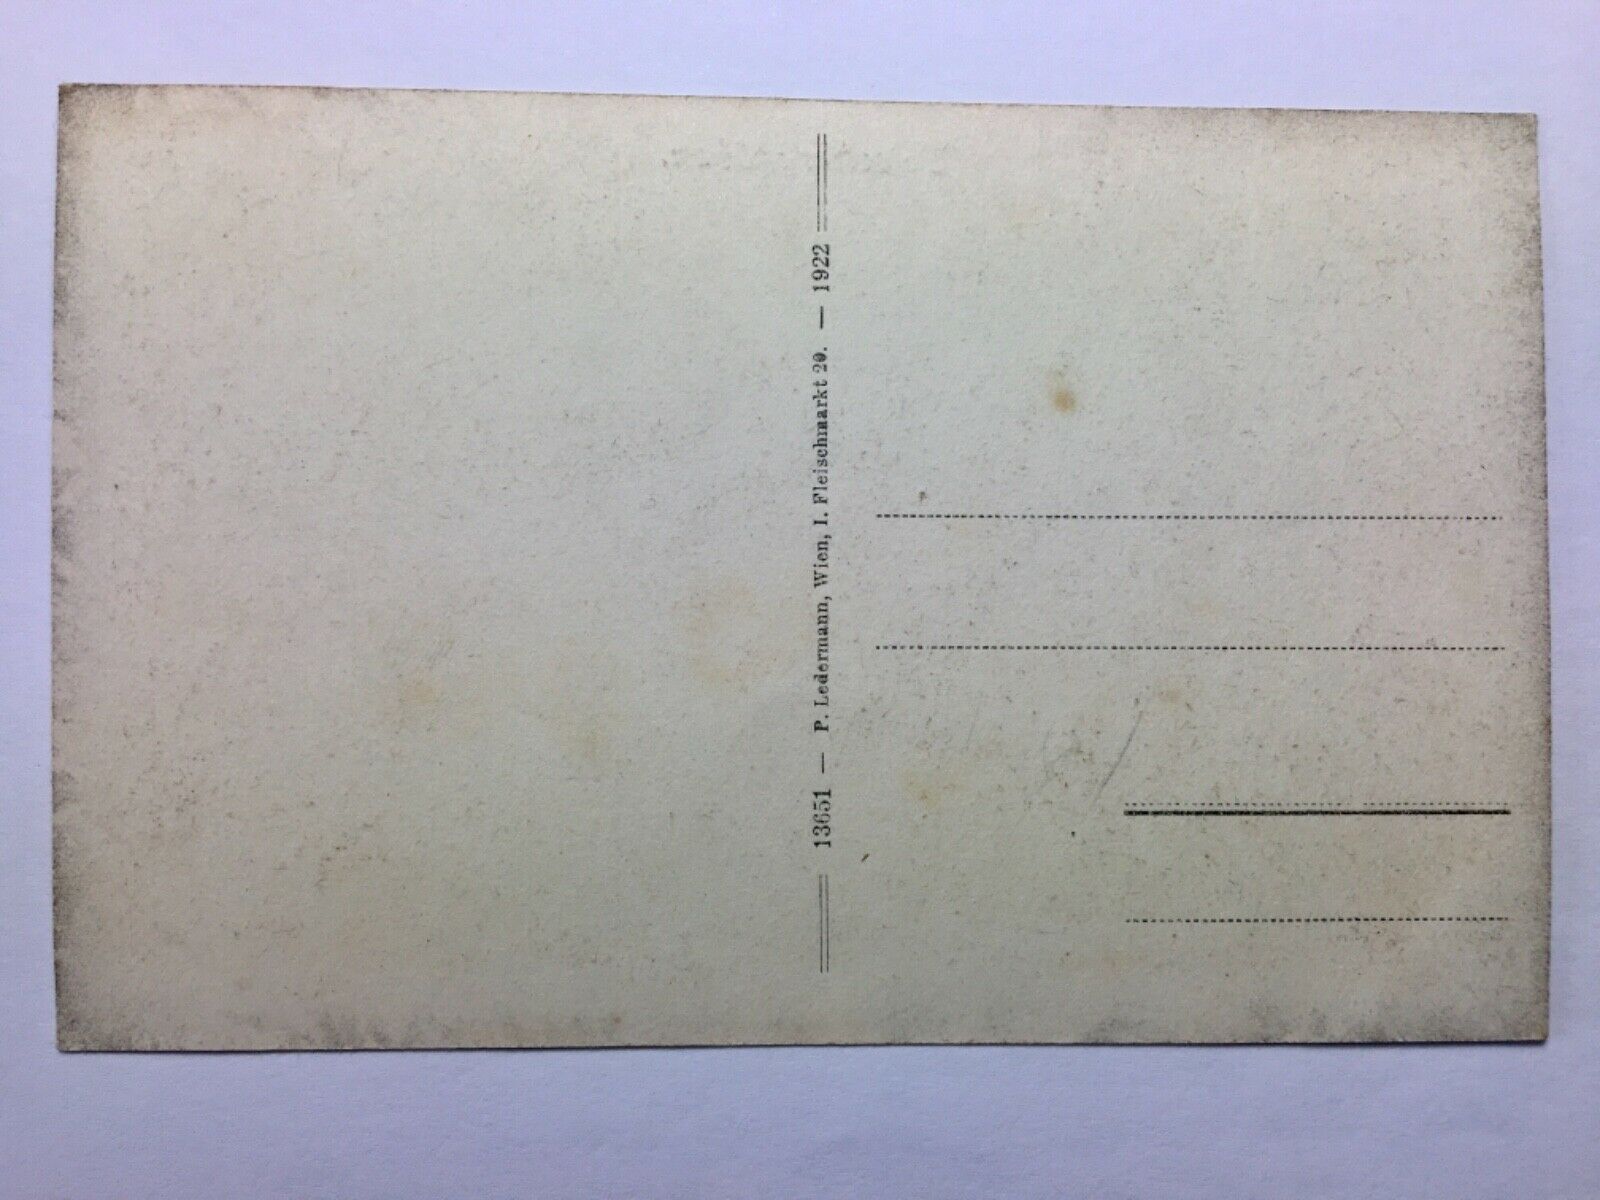 13651 — P. Ledermann, Wien, I. Fleischmarkt 20. — 1922